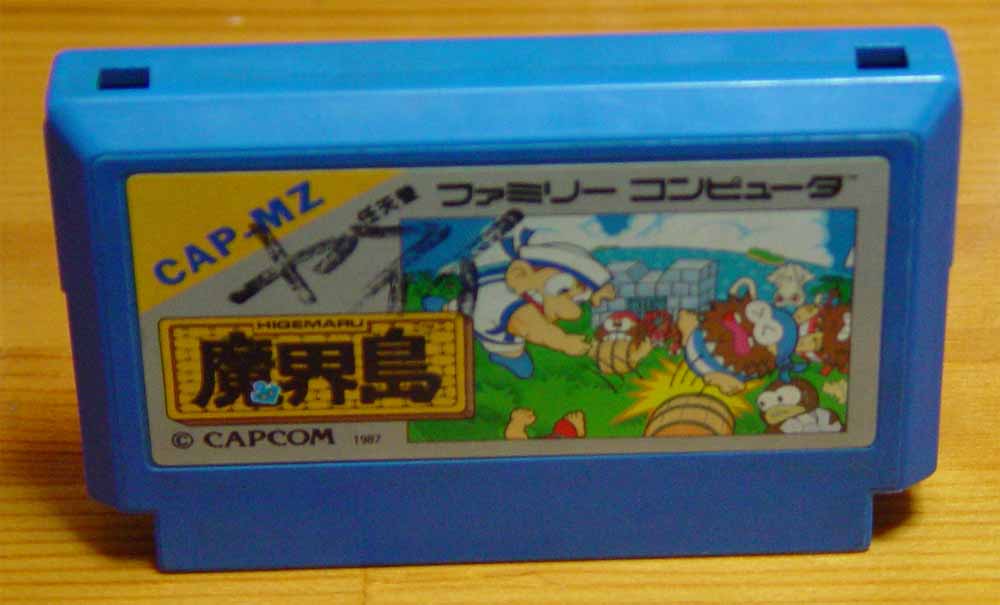 CAP-MZ
任天堂
ファミリー コンピュータ
HIGEMARU
魔界島
© CAPCOM 1987